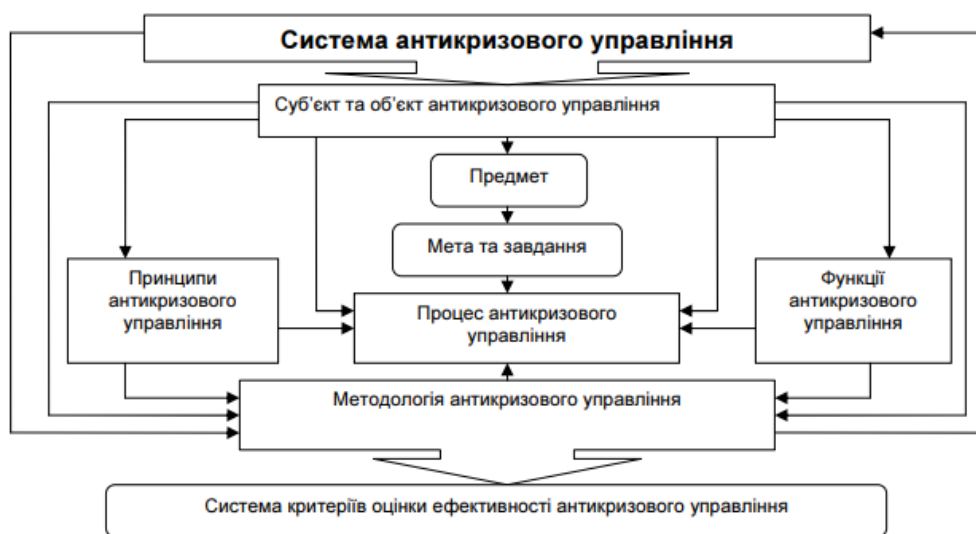 Система антикризового управління
Суб’єкт та об’єкт антикризового управління
Предмет
Мета та завдання
Принципи
антикризового
управління
Процес антикризового
управління
Функції
антикризового
управління
Методологія антикризового управління
Система критеріїв оцінки ефективності антикризового управління